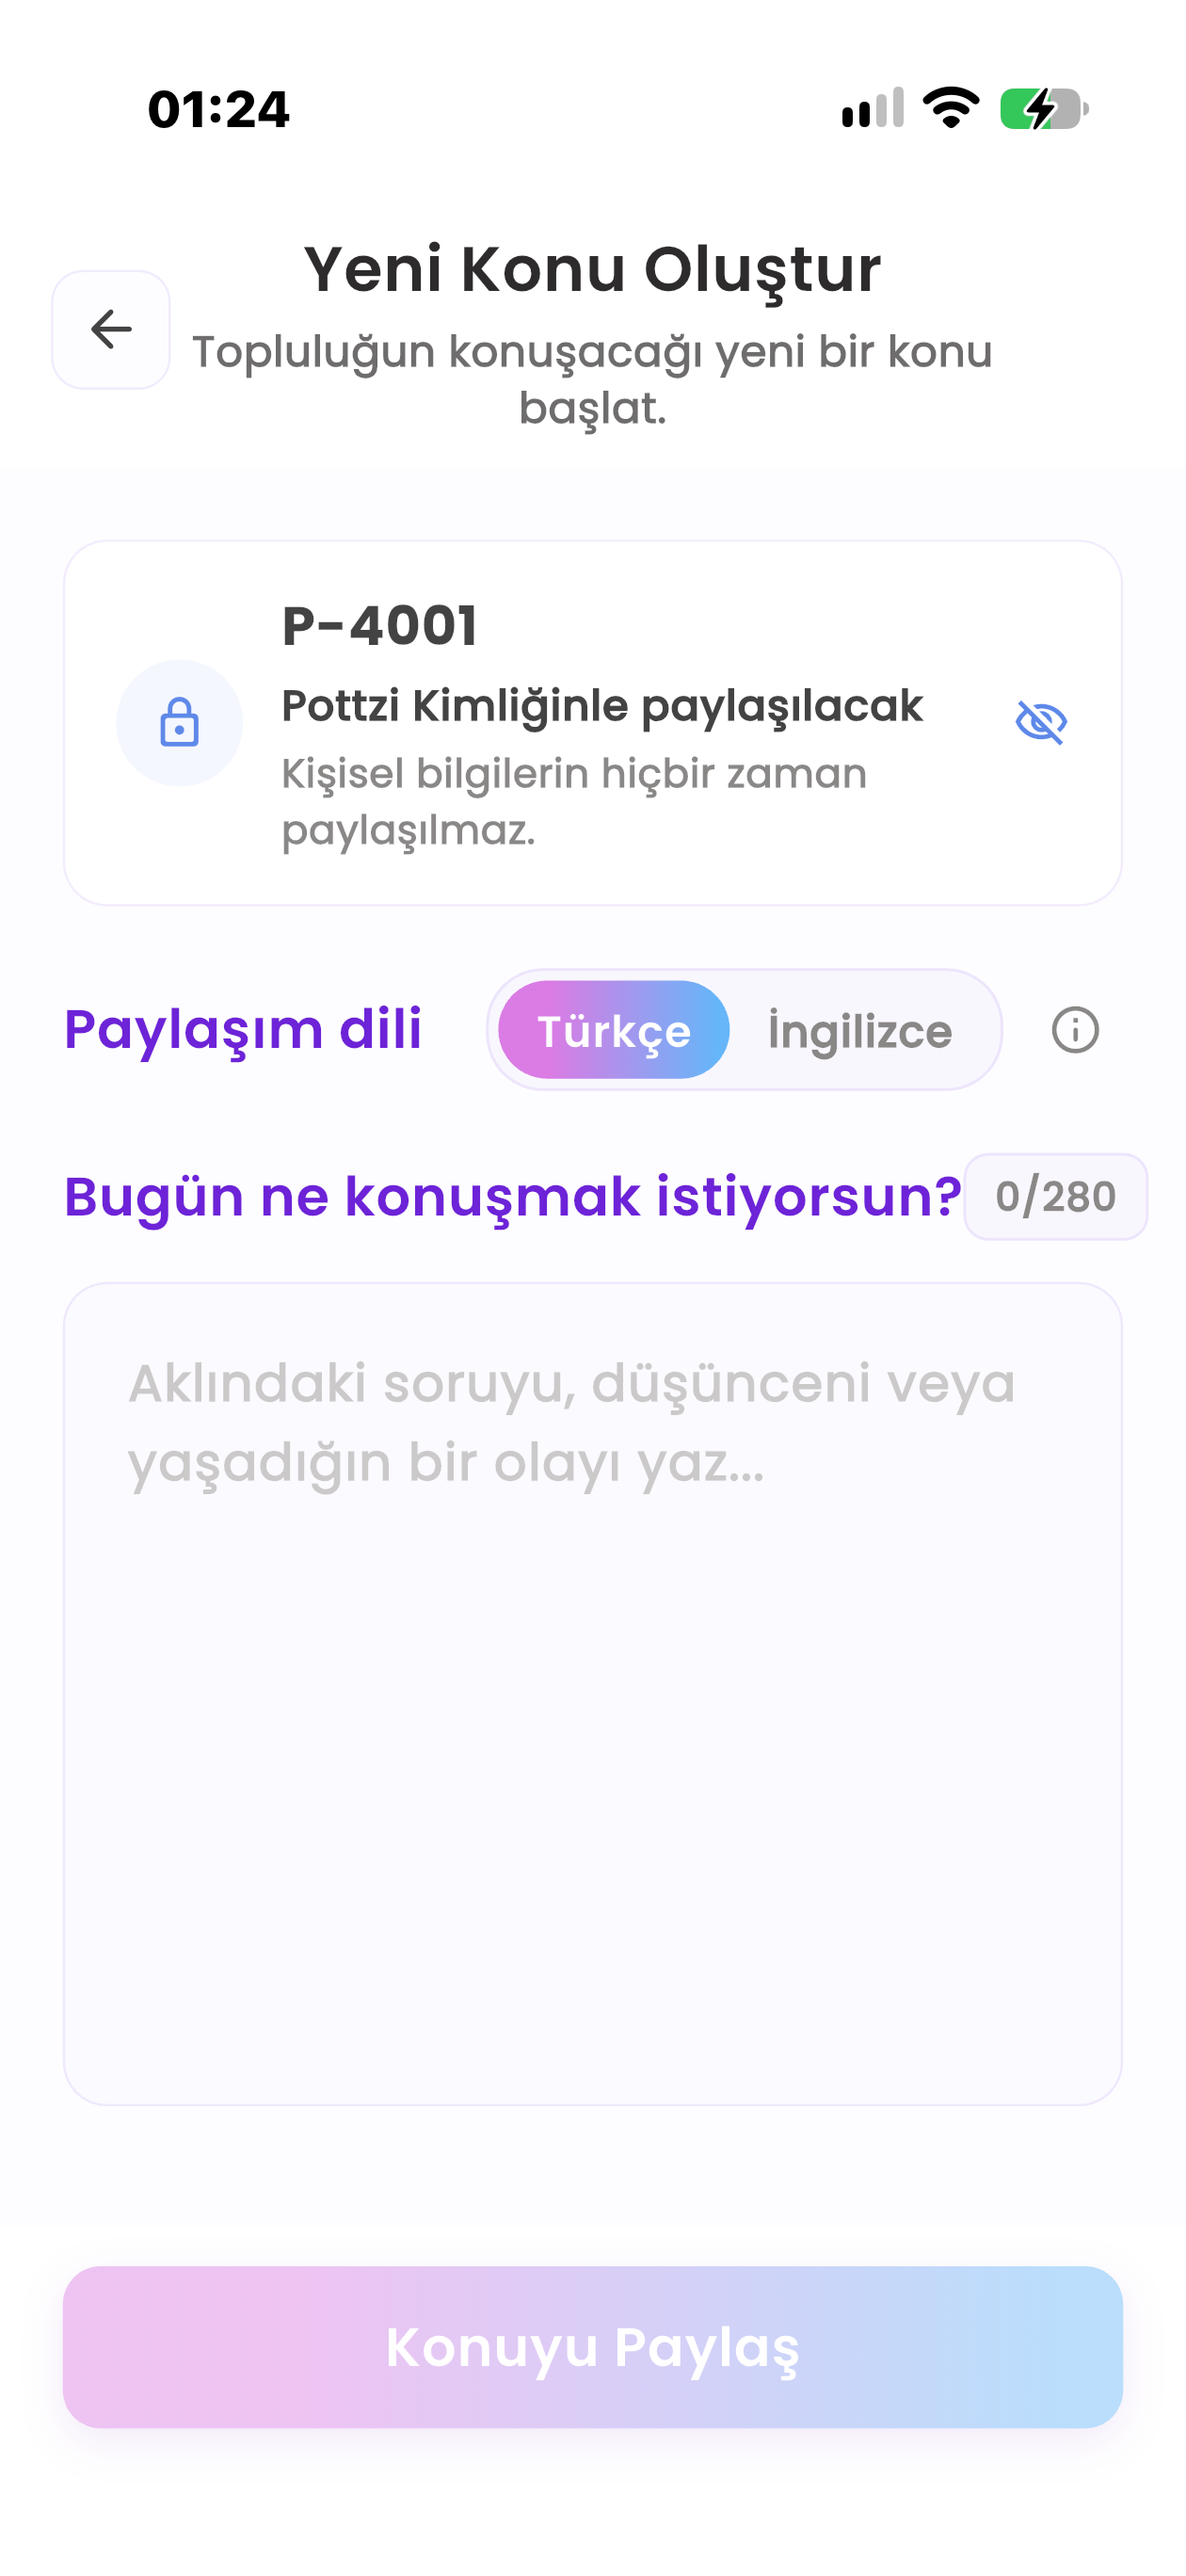 01:24
Yeni Konu Oluştur
Topluluğun konuşacağı yeni bir konu
başlat.
P-4001
Pottzi Kimliğinle paylaşılacak
Kişisel bilgilerin hiçbir zaman
paylaşılmaz.
Paylaşım dili
Türkçe
İngilizce
Bugün ne konuşmak istiyorsun?
0/280
Aklındaki soruyu, düşünceni veya
yaşadığın bir olayı yaz...
Konuyu Paylaş